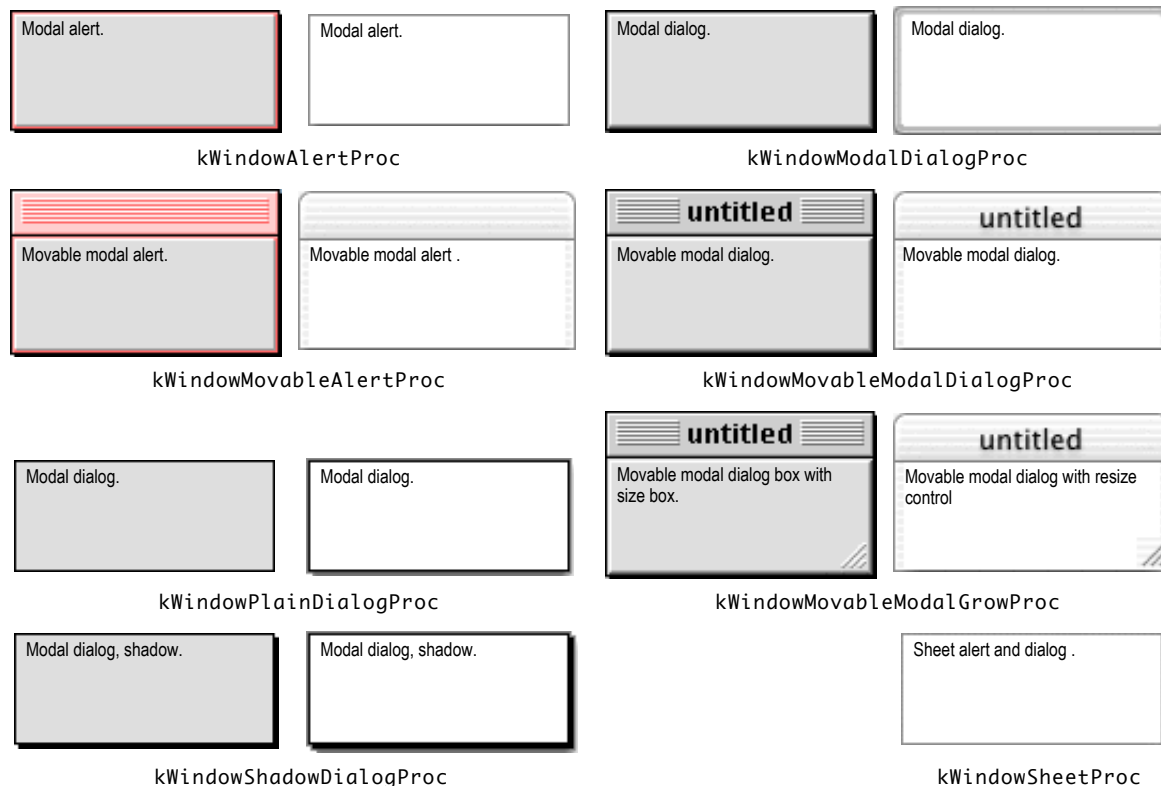 Modal alert.
Modal alert.
Modal dialog.
Modal dialog.
kWindowAlertProc
kWindowModalDialogProc
untitled
untitled
Movable modal alert.
Movable modal alert .
Movable modal dialog.
Movable modal dialog.
kWindowMovableAlertProc
kWindowMovableModalDialogProc
untitled
untitled
Modal dialog.
Modal dialog.
Movable modal dialog box with
size box.
Movable modal dialog with resize
control
kWindowPlainDialogProc
kWindowMovableModalGrowProc
Modal dialog, shadow.
Modal dialog, shadow.
Sheet alert and dialog .
kWindowShadowDialogProc
kWindowSheetProc